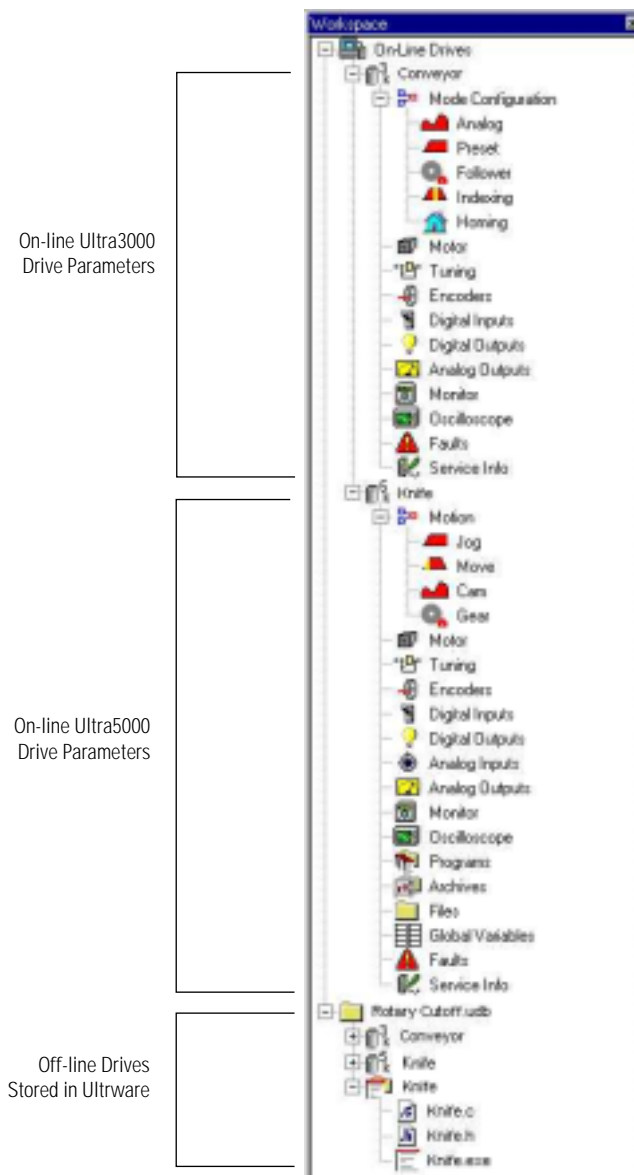 Workspace
On-Line Drives
Conveyor
Mode Configuration
Analog
Preset
Follower
Indexing
Homing
Motor
Tuning
Encoders
Digital Inputs
Digital Outputs
Analog Outputs
Monitor
Oscilloscope
Faults
Service Info
On-line Ultra3000
Drive Parameters
Knife
Motion
Jog
Move
Cam
Gear
Motor
Tuning
Encoders
Digital Inputs
Digital Outputs
Analog Inputs
Analog Outputs
Monitor
Oscilloscope
Programs
Archives
Files
Global Variables
Faults
Service Info
On-line Ultra5000
Drive Parameters
Rotary Cutoff.udb
Conveyor
Knife
Knife
Knife.c
Knife.h
Knife.exe
Off-line Drives
Stored in Ultrware